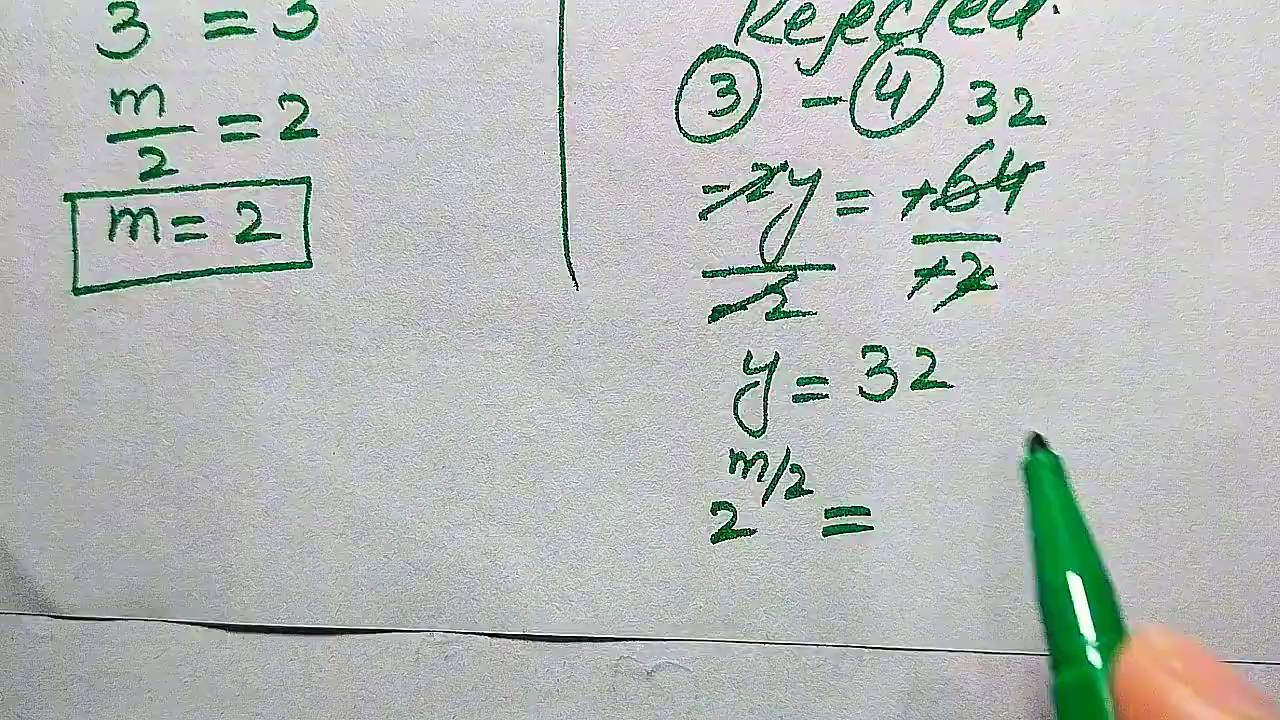 3 = 3
m/2 = 2
m = 2
Rejected.
③ - ④ 32
-2y/-2 = +64/+2
y = 32
2^m/2 =